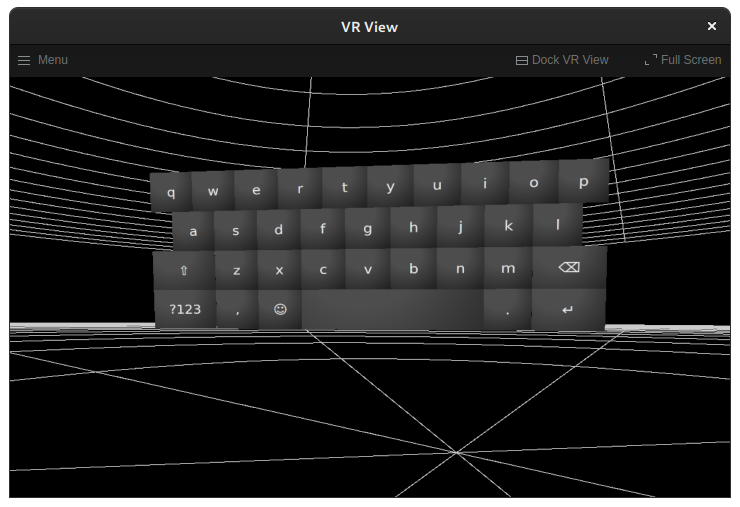 VR View
Menu Dock VR View Full Screen
q w e r t y u i o p
a s d f g h j k l
⇧ z x c v b n m ⌫
?123 , ☺ . ↵